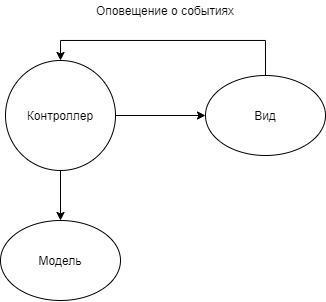 Оповещение о событиях
Контроллер
Вид
Модель